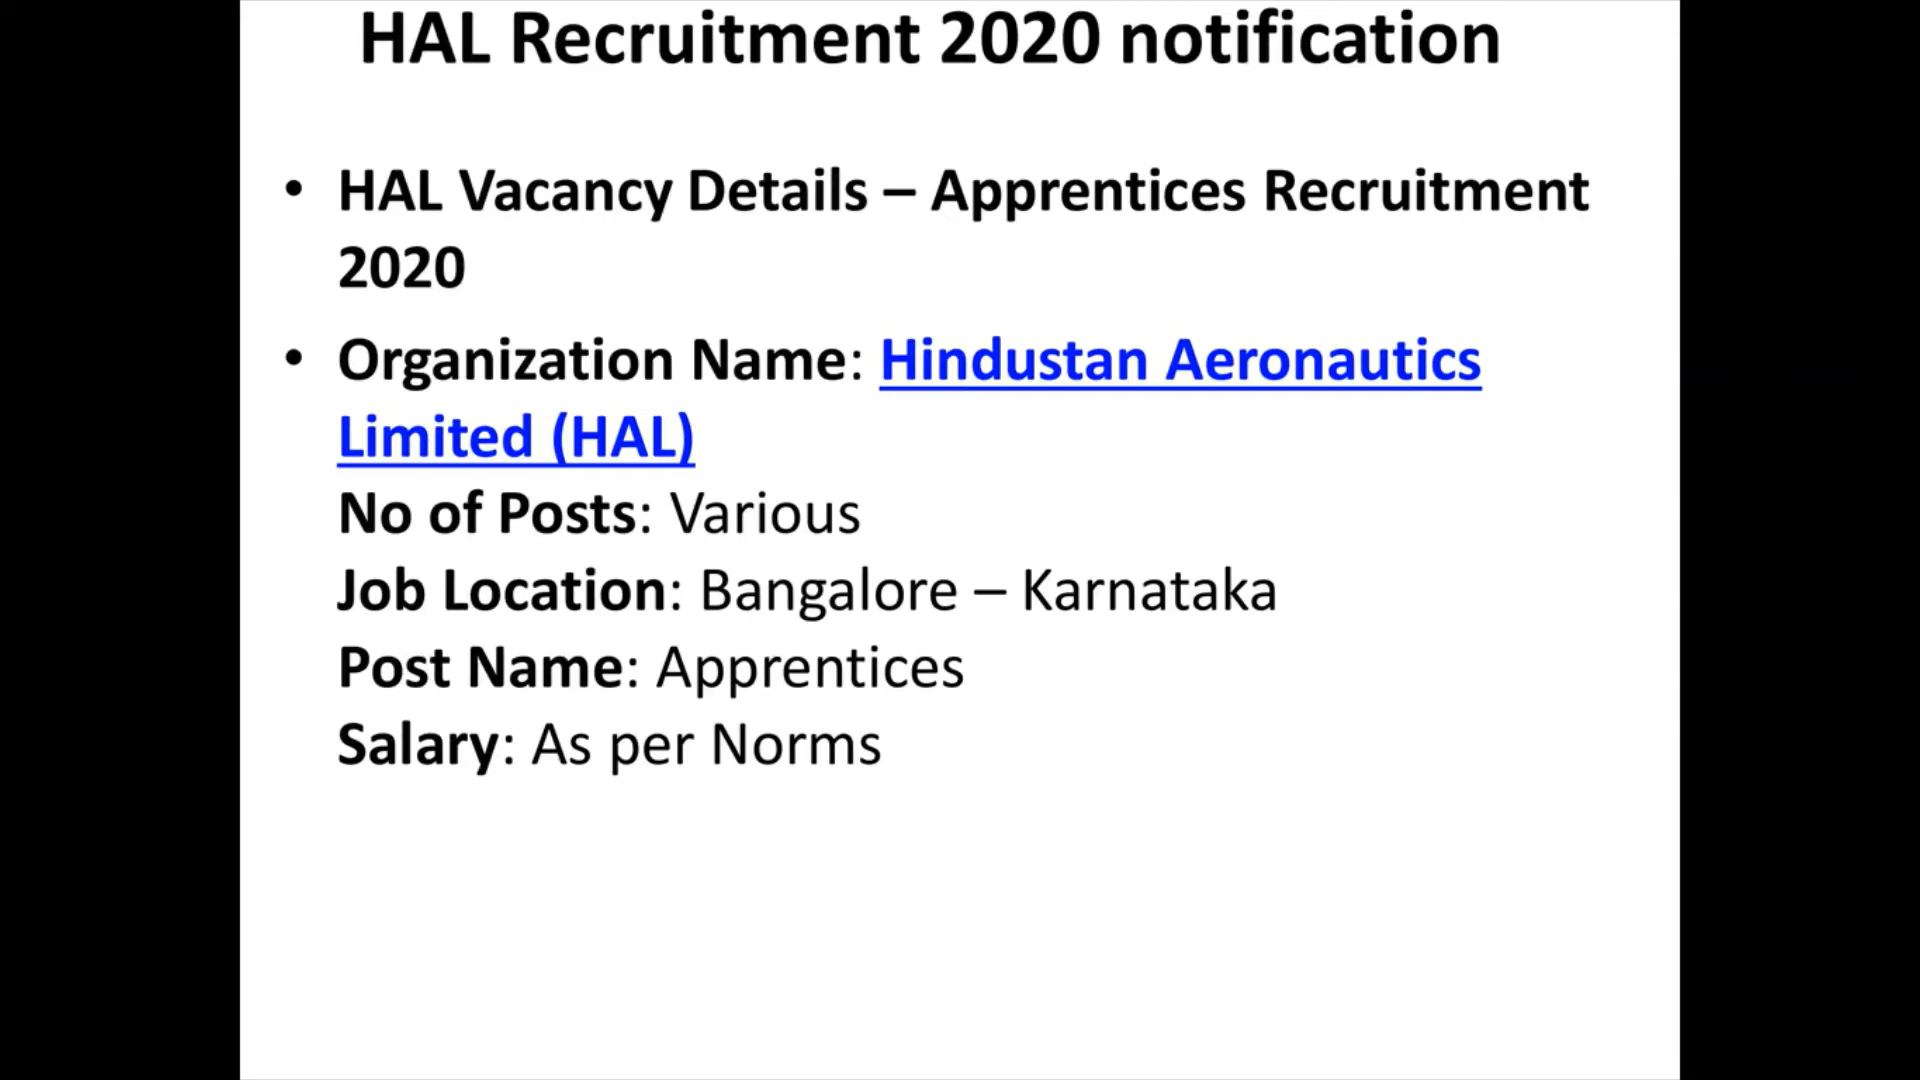 HAL Recruitment 2020 notification
• HAL Vacancy Details – Apprentices Recruitment
2020
• Organization Name: Hindustan Aeronautics
Limited (HAL)
No of Posts: Various
Job Location: Bangalore – Karnataka
Post Name: Apprentices
Salary: As per Norms